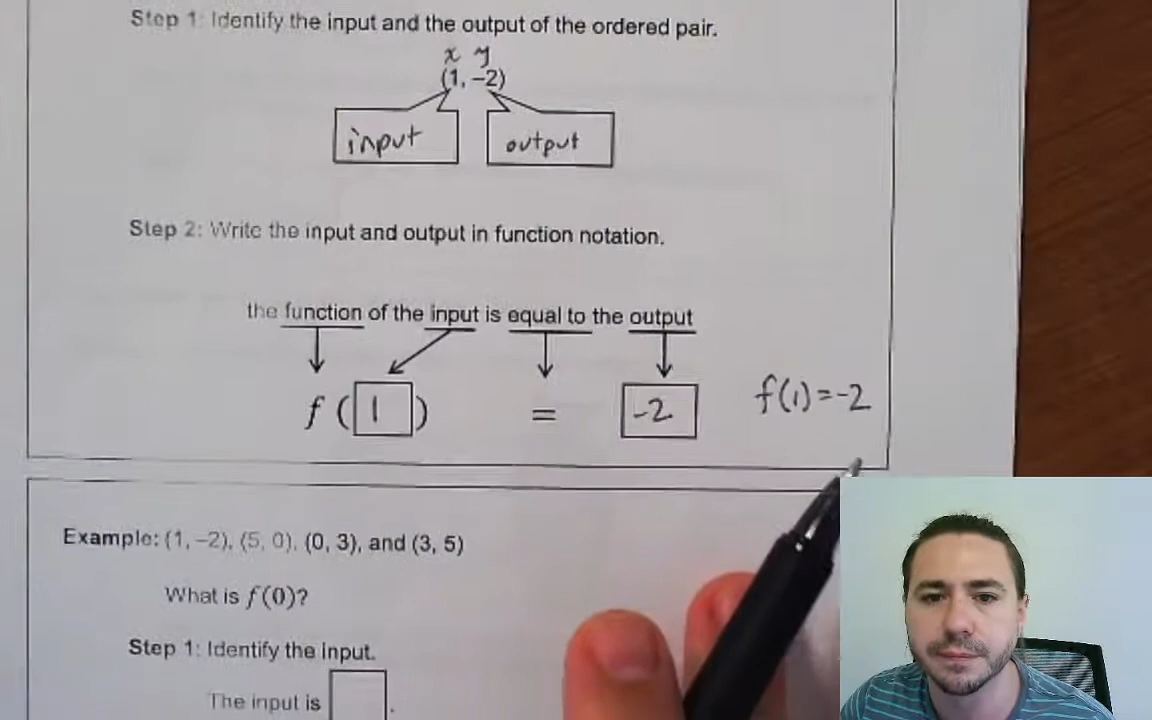 Step 1: Identify the input and the output of the ordered pair.
x y
(1, −2)
input output
Step 2: Write the input and output in function notation.
the function of the input is equal to the output
f ( 1 ) = -2 f(1)=-2
Example: (1, −2), (5, 0), (0, 3), and (3, 5)
What is f(0)?
Step 1: Identify the input.
The input is .